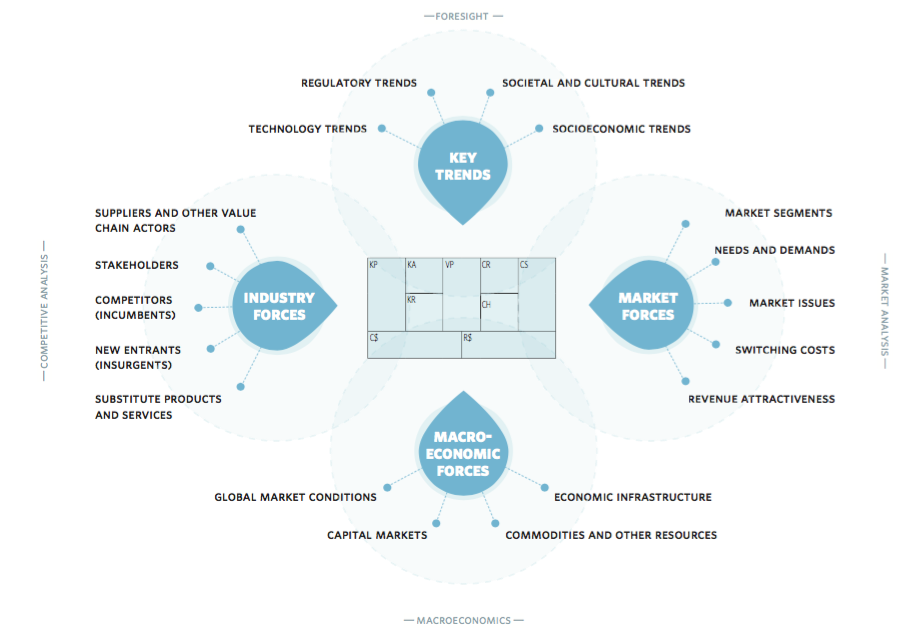 FORESIGHT
REGULATORY TRENDS
SOCIETAL AND CULTURAL TRENDS
TECHNOLOGY TRENDS
SOCIOECONOMIC TRENDS
KEY
TRENDS
COMPETITIVE ANALYSIS
SUPPLIERS AND OTHER VALUE
CHAIN ACTORS
STAKEHOLDERS
COMPETITORS
(INCUMBENTS)
NEW ENTRANTS
(INSURGENTS)
SUBSTITUTE PRODUCTS
AND SERVICES
INDUSTRY
FORCES
KP
KA
VP
CR
CS
KR
CH
C$
R$
MARKET
FORCES
MARKET SEGMENTS
NEEDS AND DEMANDS
MARKET ISSUES
SWITCHING COSTS
REVENUE ATTRACTIVENESS
MARKET ANALYSIS
MACRO-
ECONOMIC
FORCES
GLOBAL MARKET CONDITIONS
ECONOMIC INFRASTRUCTURE
CAPITAL MARKETS
COMMODITIES AND OTHER RESOURCES
MACROECONOMICS